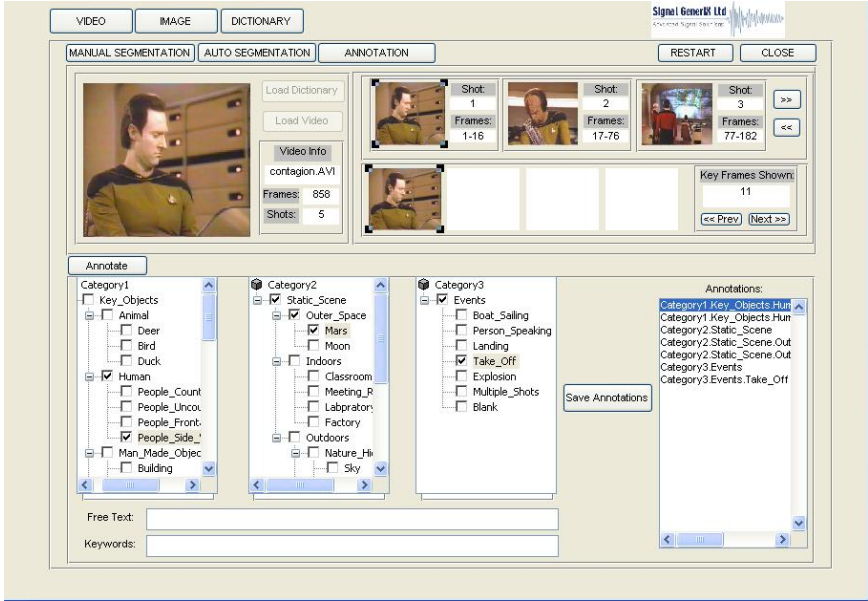 VIDEO
IMAGE
DICTIONARY
Signal GeneriX Ltd
MANUAL SEGMENTATION
AUTO SEGMENTATION
ANNOTATION
RESTART
CLOSE
Load Dictionary
Load Video
Video Info
contagion.AVI
Frames: 858
Shots: 5
Shot:
1
Frames:
1-16
Shot:
2
Frames:
17-76
Shot:
3
Frames:
77-182
>>
<<
Key Frames Shown:
11
<< Prev
Next >>
Annotate
Category1
Key_Objects
Animal
Deer
Bird
Duck
Human
People_Count
People_Uncou
People_Front
People_Side_
Man_Made_Objec
Building
Category2
Static_Scene
Outer_Space
Mars
Moon
Indoors
Classroom
Meeting_R
Labpratory
Factory
Outdoors
Nature_Hi
Sky
Category3
Events
Boat_Sailing
Person_Speaking
Landing
Take_Off
Explosion
Multiple_Shots
Blank
Save Annotations
Annotations:
Category1.Key_Objects.Hum
Category1.Key_Objects.Hum
Category2.Static_Scene
Category2.Static_Scene.Out
Category2.Static_Scene.Out
Category3.Events
Category3.Events.Take_Off
Free Text:
Keywords: